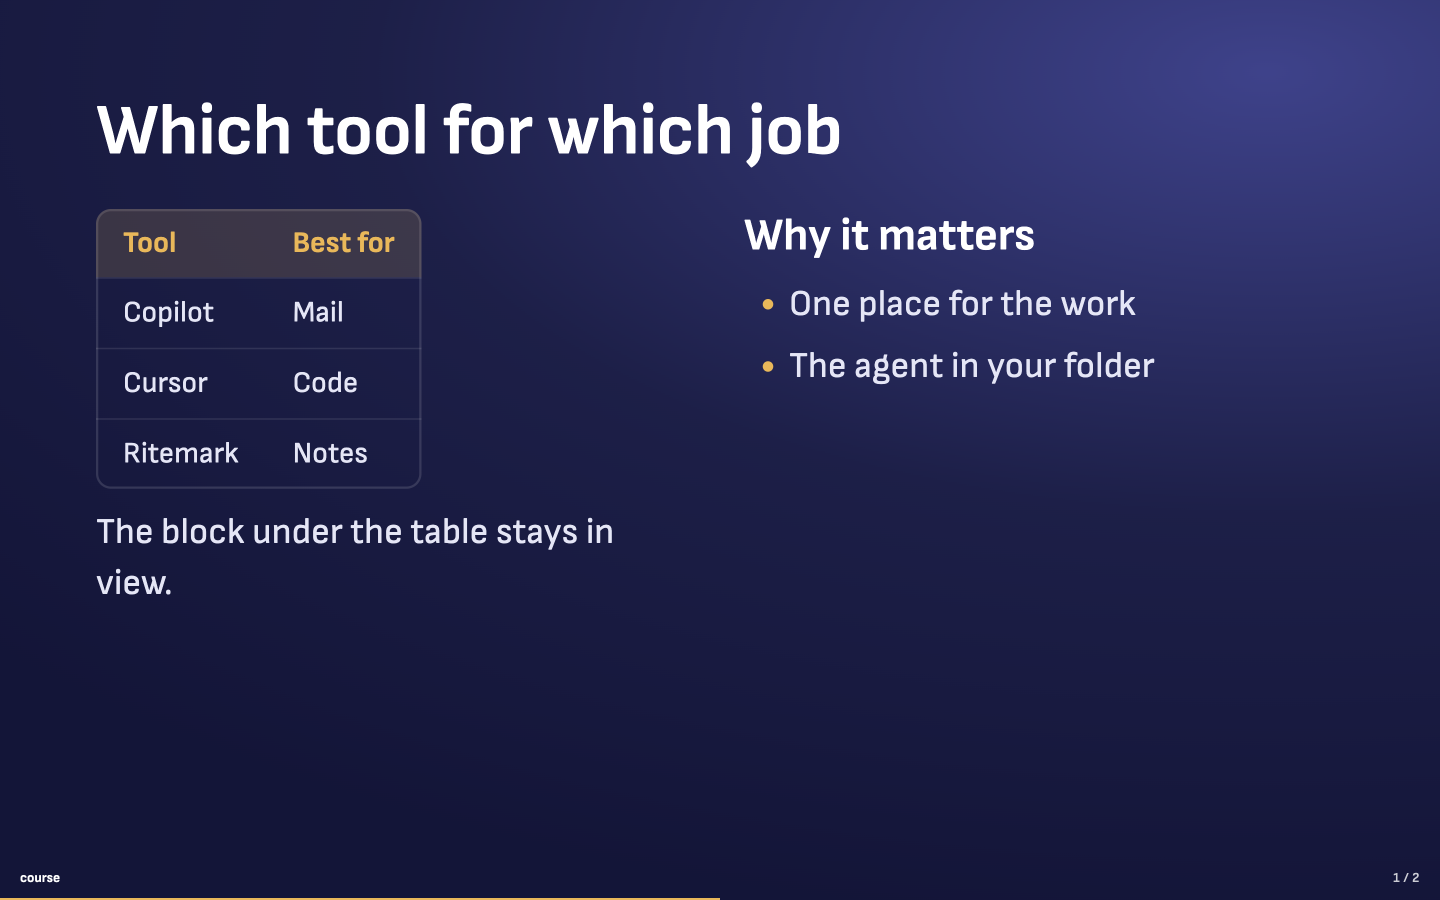 Which tool for which job
Tool Best for
Copilot Mail
Cursor Code
Ritemark Notes
The block under the table stays in
view.
Why it matters
• One place for the work
• The agent in your folder
course
1 / 2